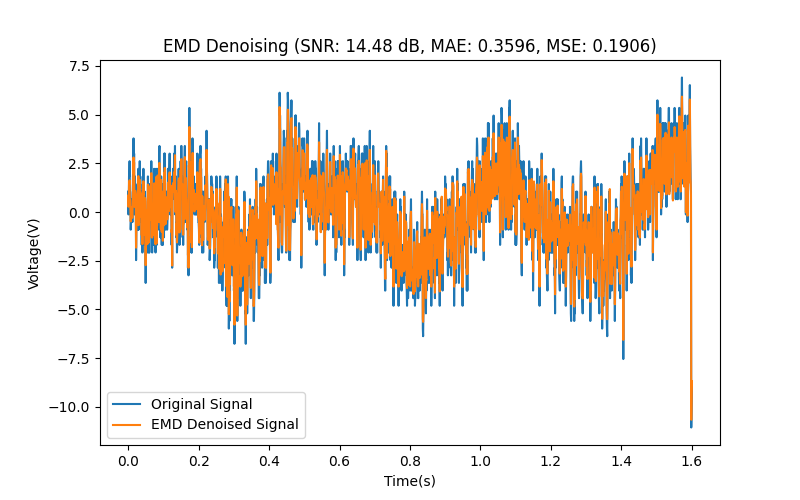 EMD Denoising (SNR: 14.48 dB, MAE: 0.3596, MSE: 0.1906)
7.5
5.0
2.5
0.0
−2.5
−5.0
−7.5
−10.0
Voltage(V)
Original Signal
EMD Denoised Signal
0.0 0.2 0.4 0.6 0.8 1.0 1.2 1.4 1.6
Time(s)